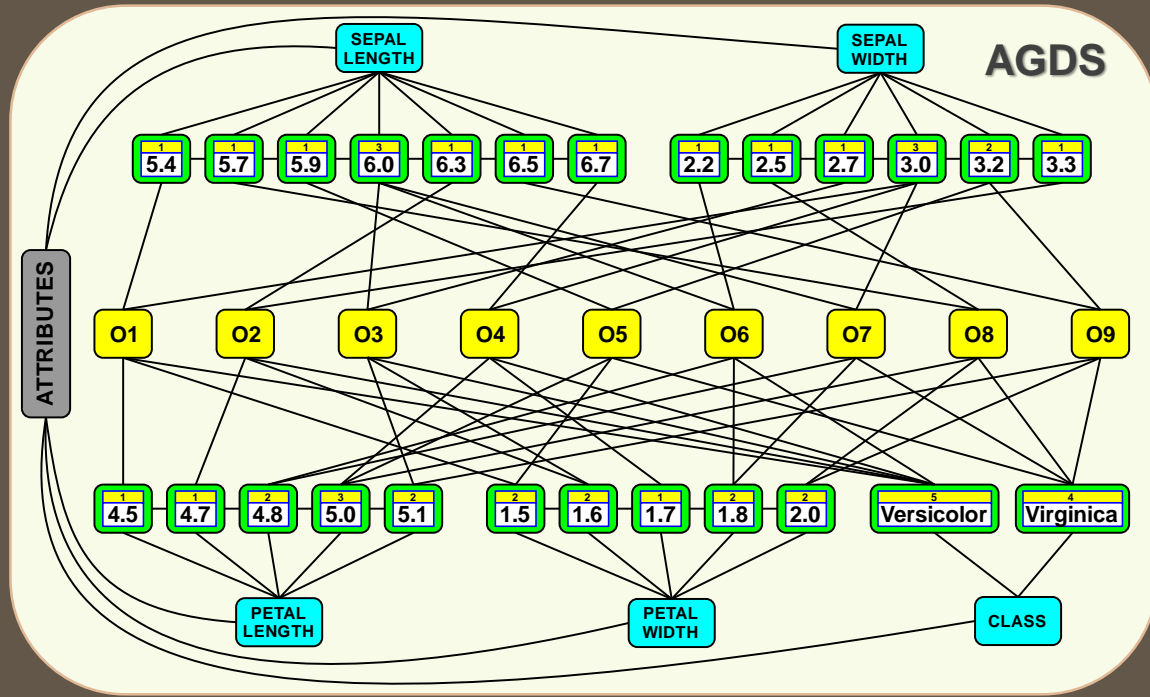 SEPAL
LENGTH
SEPAL
WIDTH
AGDS
1 1 1 3 1 1 1
5.4 5.7 5.9 6.0 6.3 6.5 6.7
1 1 1 3 2 1
2.2 2.5 2.7 3.0 3.2 3.3
ATTRIBUTES
O1 O2 O3 O4 O5 O6 O7 O8 O9
1 1 2 3 2
4.5 4.7 4.8 5.0 5.1
2 2 1 2 2
1.5 1.6 1.7 1.8 2.0
5 4
Versicolor Virginica
PETAL
LENGTH
PETAL
WIDTH
CLASS